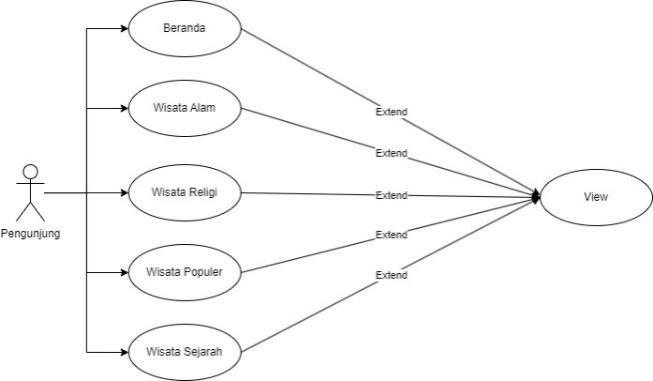 Beranda
Extend
Wisata Alam
Extend
Wisata Religi
Extend
View
Pengunjung
Extend
Wisata Populer
Extend
Wisata Sejarah